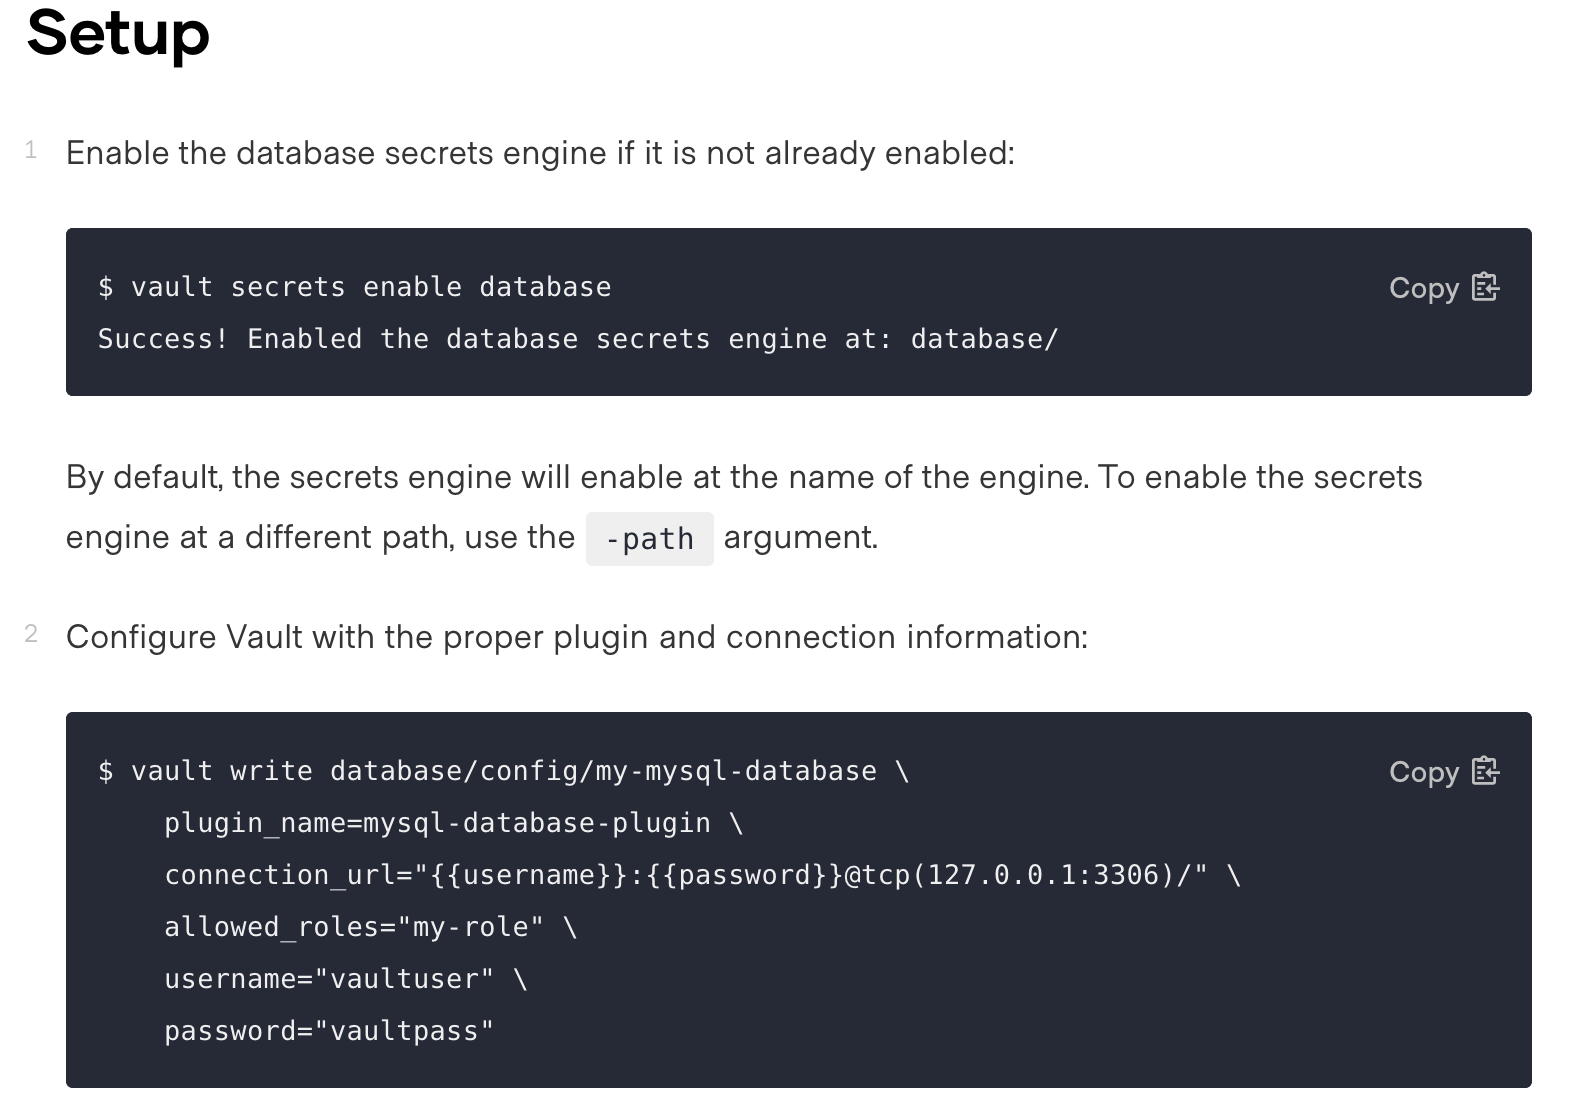 Setup
1 Enable the database secrets engine if it is not already enabled:
$ vault secrets enable database
Copy
Success! Enabled the database secrets engine at: database/
By default, the secrets engine will enable at the name of the engine. To enable the secrets
engine at a different path, use the -path argument.
2 Configure Vault with the proper plugin and connection information:
$ vault write database/config/my-mysql-database \
Copy
plugin_name=mysql-database-plugin \
connection_url="{{username}}:{{password}}@tcp(127.0.0.1:3306)/" \
allowed_roles="my-role" \
username="vaultuser" \
password="vaultpass"